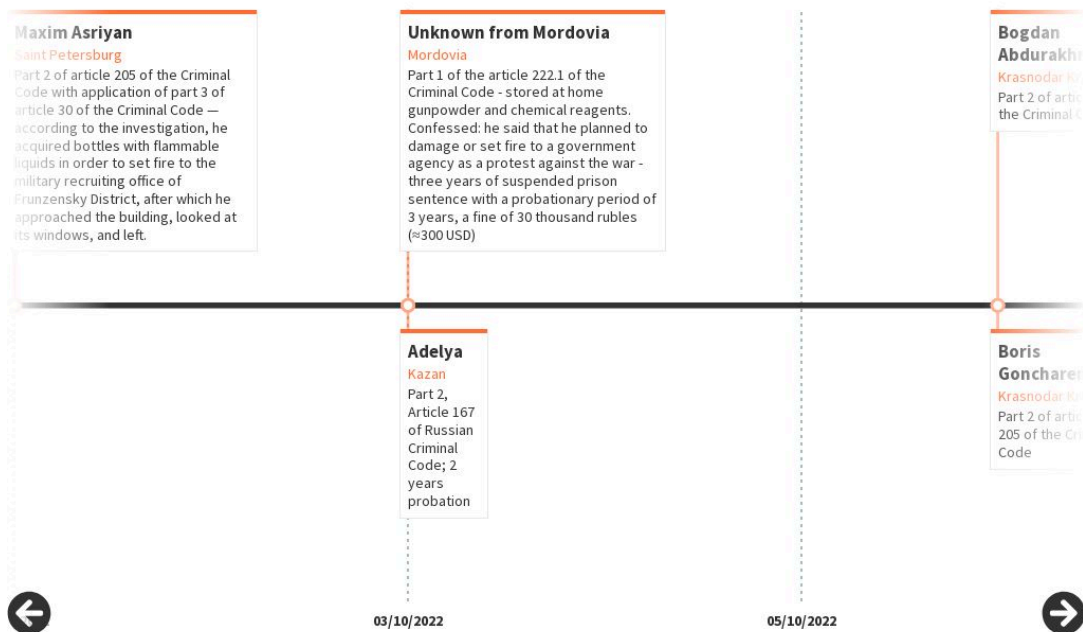 Maxim Asriyan
Saint Petersburg
Part 2 of article 205 of the Criminal
Code with application of part 3 of
article 30 of the Criminal Code —
according to the investigation, he
acquired bottles with flammable
liquids in order to set fire to the
military recruiting office of
Frunzensky District, after which he
approached the building, looked at
its windows, and left.
Unknown from Mordovia
Mordovia
Part 1 of the article 222.1 of the
Criminal Code - stored at home
gunpowder and chemical reagents.
Confessed: he said that he planned to
damage or set fire to a government
agency as a protest against the war -
three years of suspended prison
sentence with a probationary period of
3 years, a fine of 30 thousand rubles
(≈300 USD)
Bogdan
Krasnodar
Part 2 of
the Criminal
Adelya
Kazan
Part 2,
Article 167
of Russian
Criminal
Code; 2
years
probation
Boris
Krasnodar
Part 2 of
205 of the
Code
03/10/2022
05/10/2022